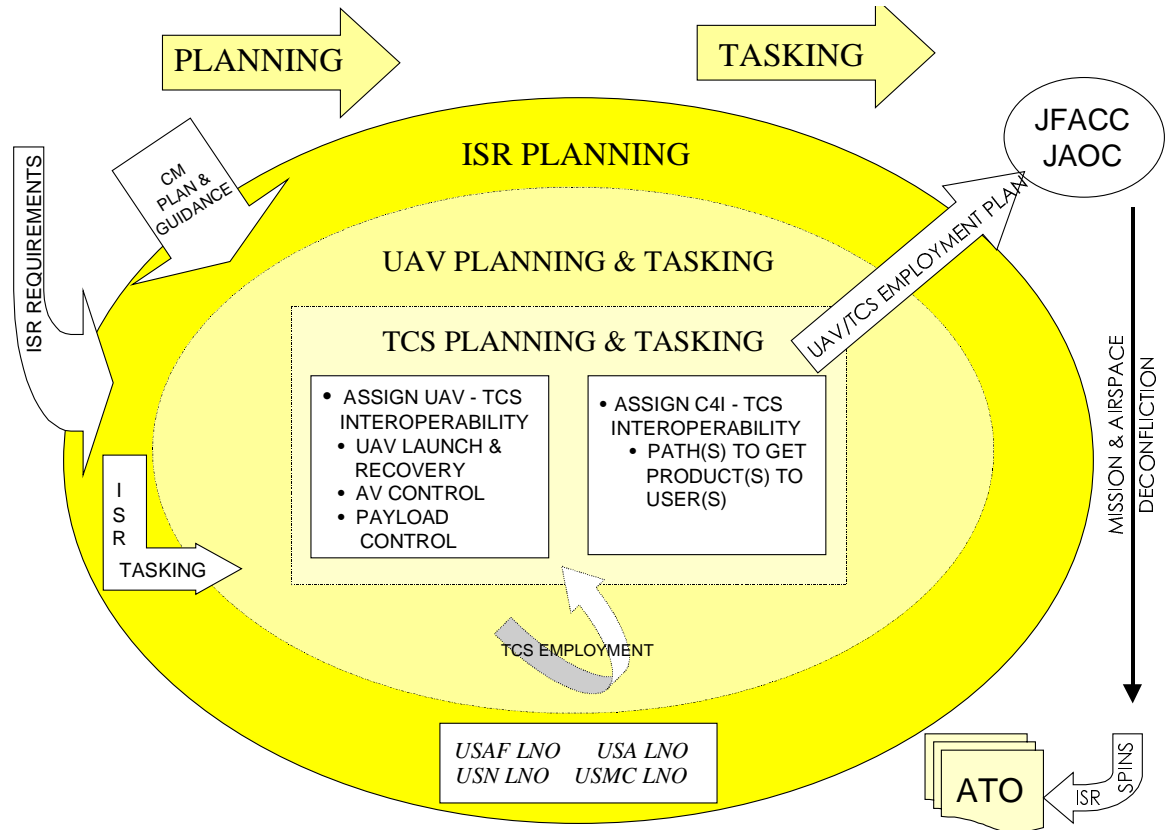 PLANNING
TASKING
JFACC
JAOC
ISR PLANNING
CM
PLAN &
GUIDANCE
ISR REQUIREMENTS
UAV/TCS EMPLOYMENT PLAN
UAV PLANNING & TASKING
TCS PLANNING & TASKING
• ASSIGN UAV - TCS
INTEROPERABILITY
• UAV LAUNCH &
RECOVERY
• AV CONTROL
• PAYLOAD
CONTROL
• ASSIGN C4I - TCS
INTEROPERABILITY
• PATH(S) TO GET
PRODUCT(S) TO
USER(S)
MISSION & AIRSPACE
DECONFLICTION
I
S
R
TASKING
TCS EMPLOYMENT
USAF LNO USA LNO
USN LNO USMC LNO
ATO
ISR
SPINS